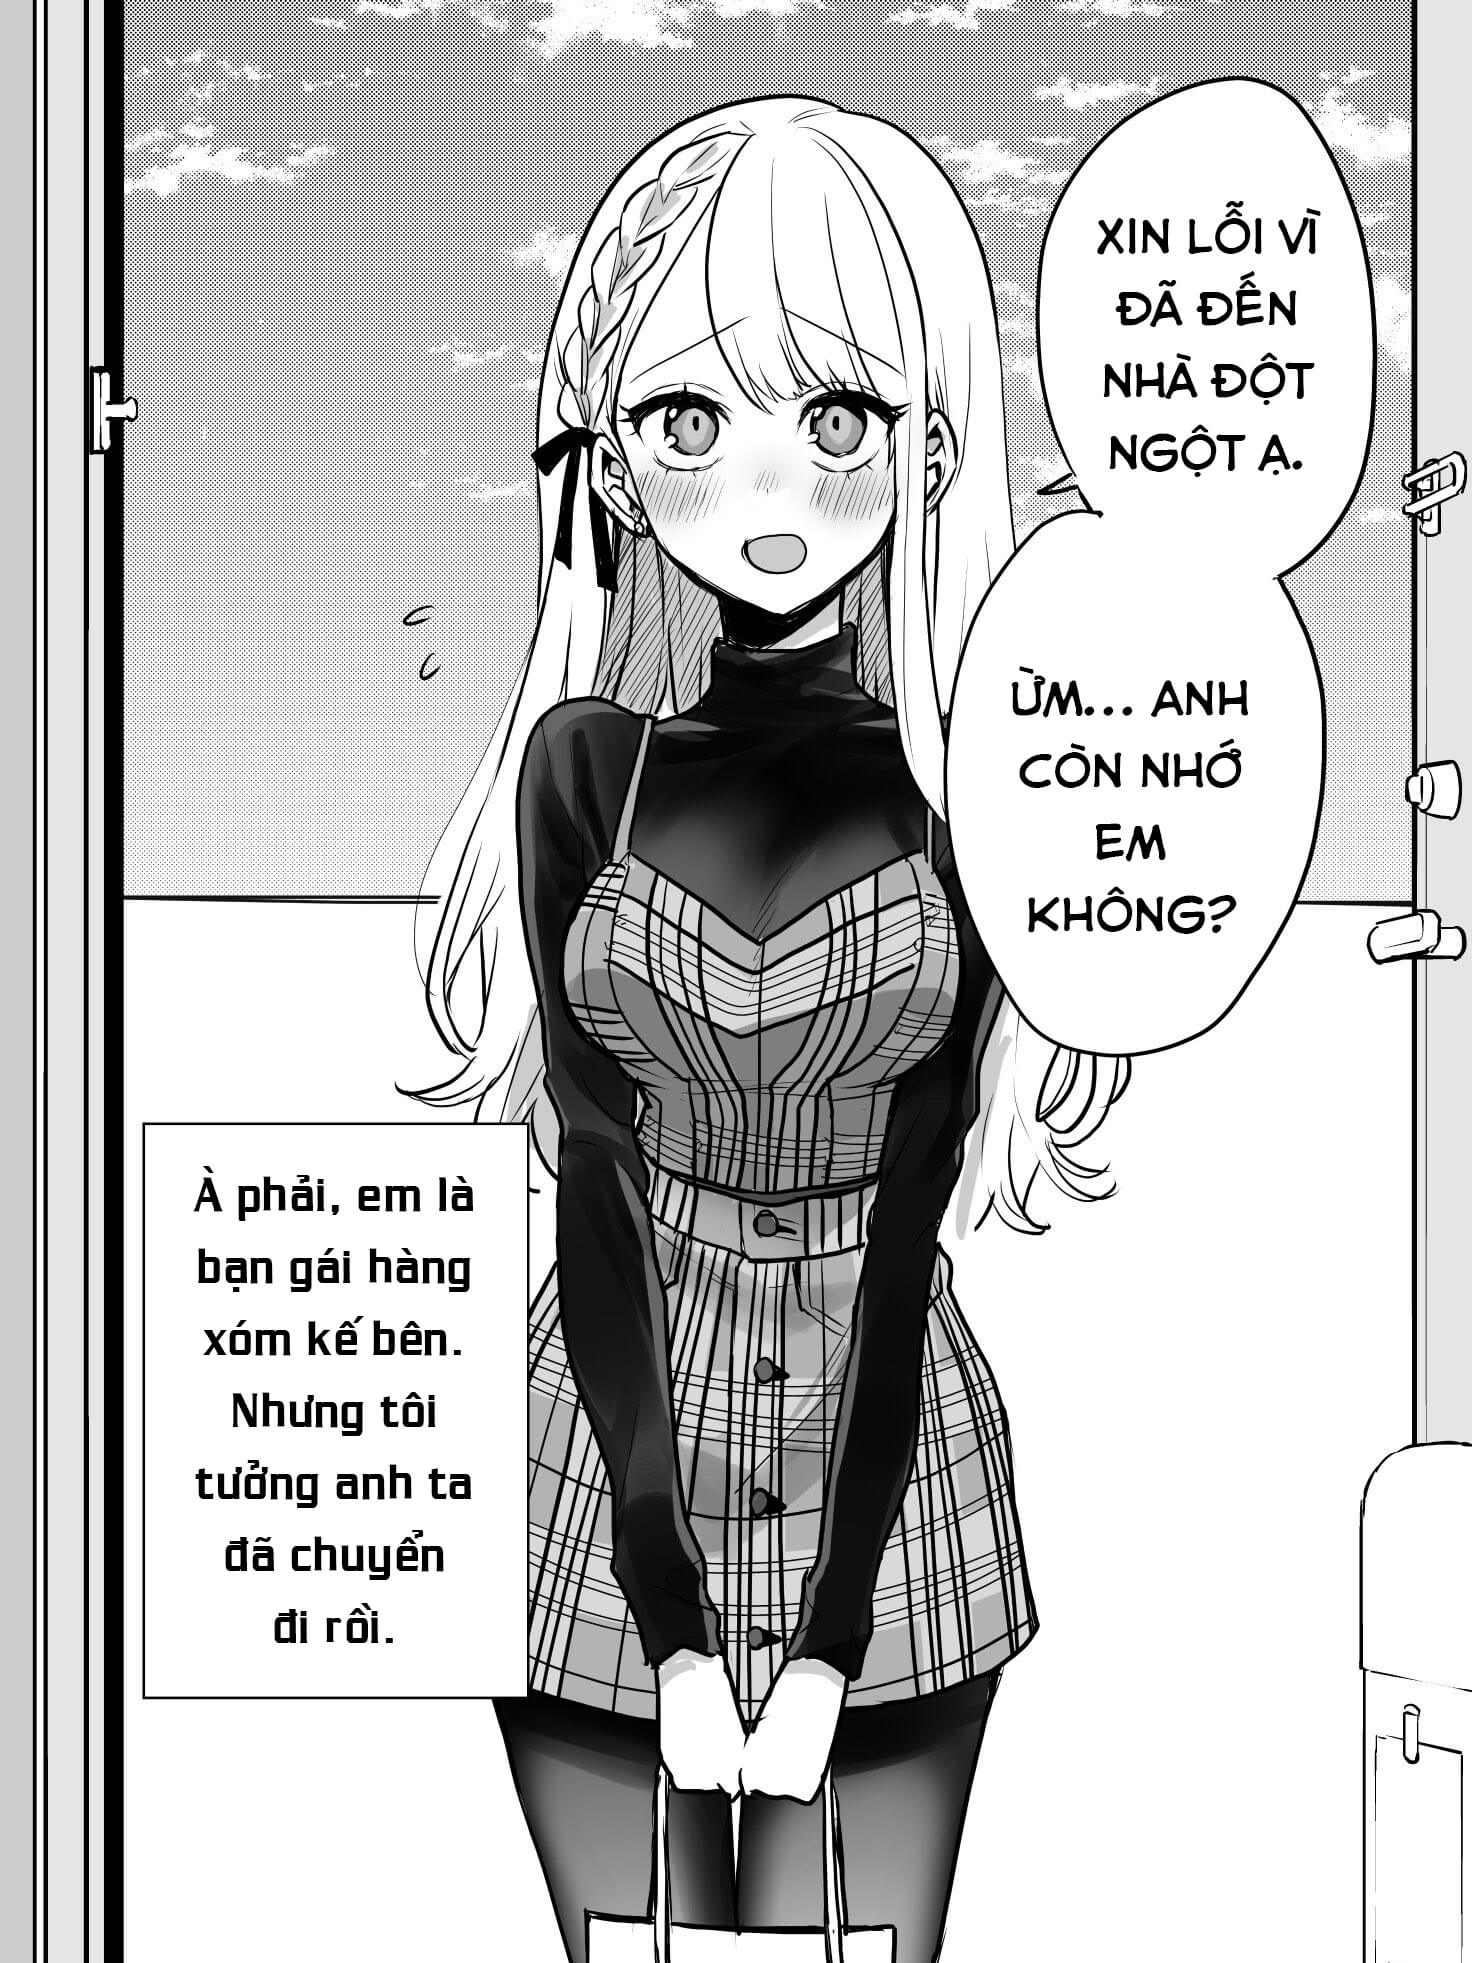 XIN LỖI VÌ
ĐÃ ĐẾN
NHÀ ĐỘT
NGỘT Ạ.
ỪM... ANH
CÒN NHỚ
EM
KHÔNG?
À phải, em là
bạn gái hàng
xóm kế bên.
Nhưng tôi
tưởng anh ta
đã chuyển
đi rồi.